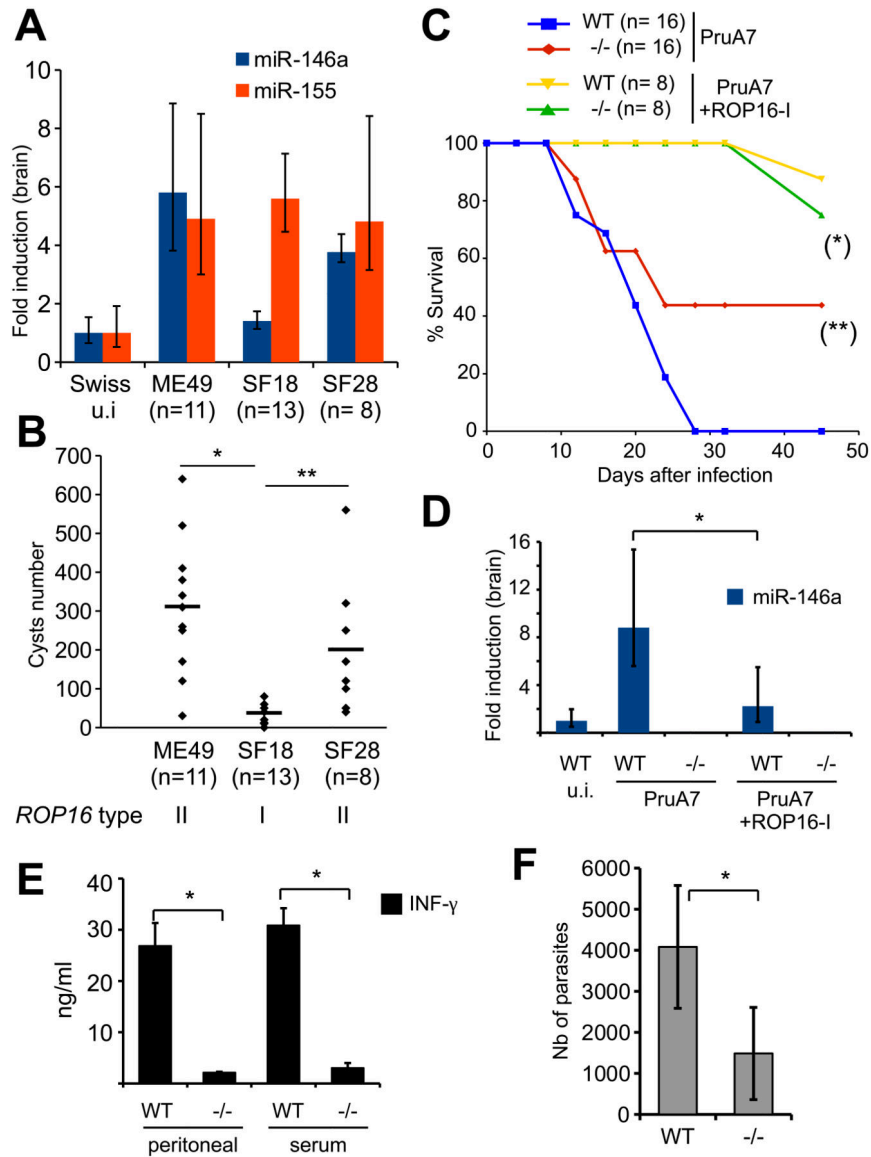 A
miR-146a
miR-155
Fold induction (brain)
10
8
6
4
2
0
Swiss ME49 SF18 SF28
u.i (n=11) (n=13) (n= 8)
B
Cysts number
700
600
500
400
300
200
100
0
* **
ME49 SF18 SF28
(n=11) (n=13) (n=8)
ROP16 type II I II
C
WT (n= 16)
-/- (n= 16)
PruA7
WT (n= 8)
-/- (n= 8)
PruA7
+ROP16-I
% Survival
100
80
60
40
20
0
(*)
(**)
0 10 20 30 40 50
Days after infection
D
*
miR-146a
Fold induction (brain)
16
12
8
4
2
WT WT -/- WT -/-
u.i. PruA7 PruA7
+ROP16-I
E
INF-γ
ng/ml
40
30
20
10
* *
WT -/- WT -/-
peritoneal serum
F
*
Nb of parasites
6000
5000
4000
3000
2000
1000
0
WT -/-